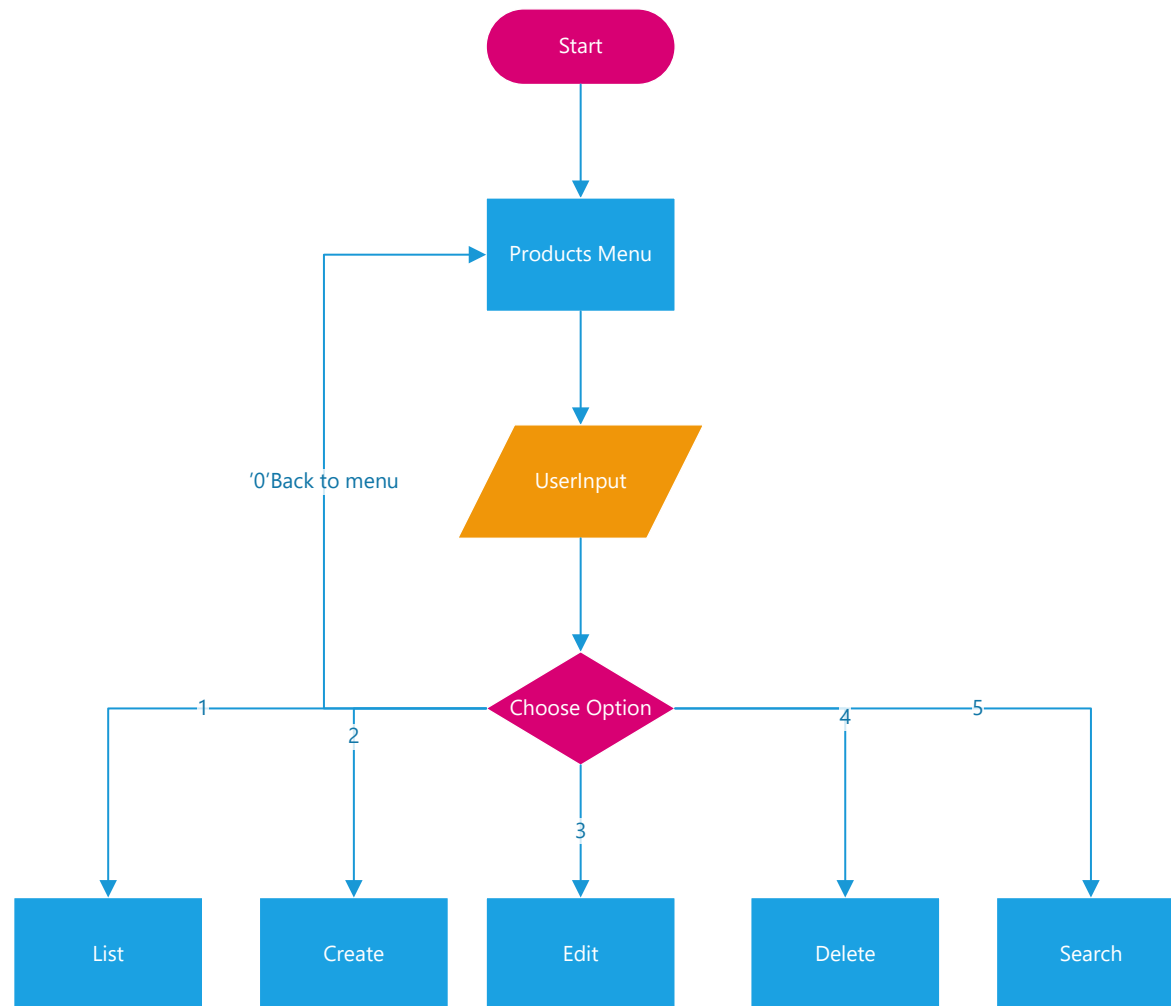 Start
Products Menu
‘0‘Back to menu
UserInput
Choose Option
1
2
3
4
5
List
Create
Edit
Delete
Search